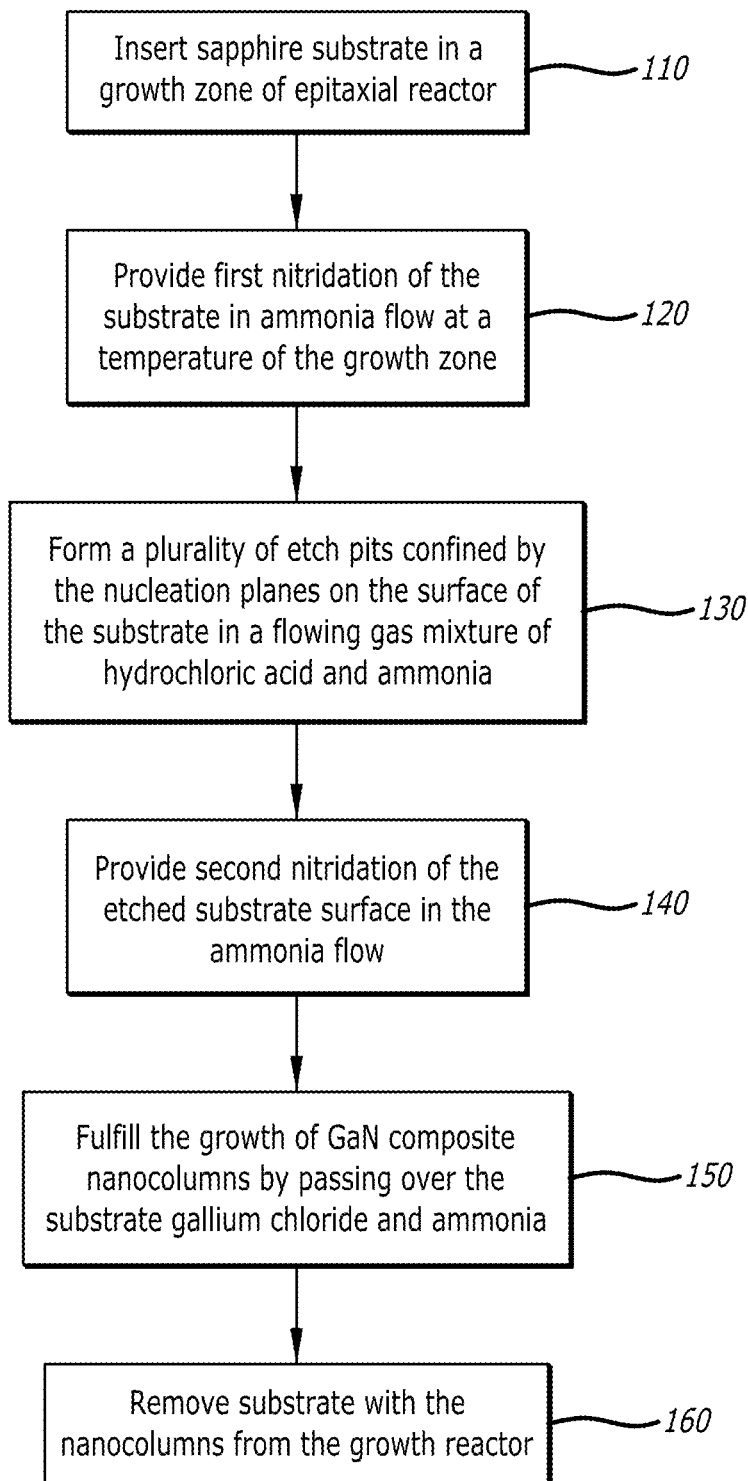 Insert sapphire substrate in a
growth zone of epitaxial reactor
110
Provide first nitridation of the
substrate in ammonia flow at a
temperature of the growth zone
120
Form a plurality of etch pits confined by
the nucleation planes on the surface of
the substrate in a flowing gas mixture of
hydrochloric acid and ammonia
130
Provide second nitridation of the
etched substrate surface in the
ammonia flow
140
Fulfill the growth of GaN composite
nanocolumns by passing over the
substrate gallium chloride and ammonia
150
Remove substrate with the
nanocolumns from the growth reactor
160